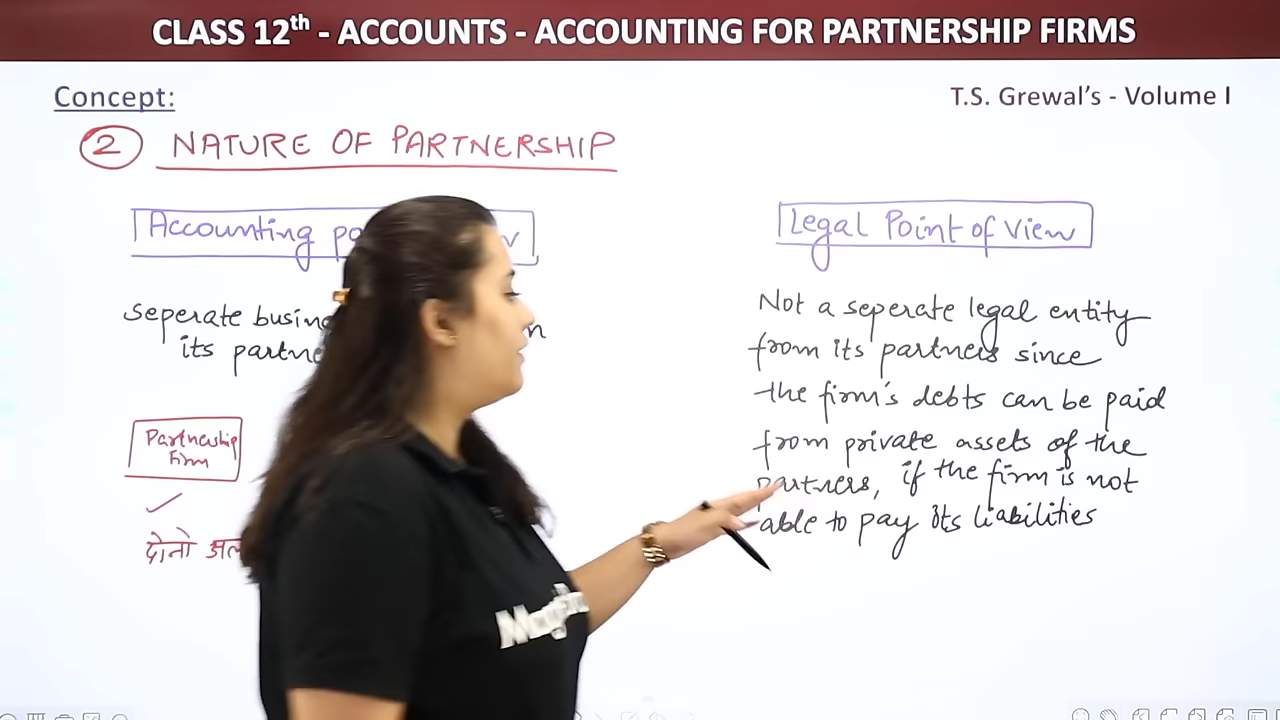 CLASS 12th - ACCOUNTS - ACCOUNTING FOR PARTNERSHIP FIRMS
Concept:
T.S. Grewal's - Volume I
2 NATURE OF PARTNERSHIP
Accounting
Legal Point of View
seperate
its
Not a seperate legal entity
from its partners since
the firm's debts can be paid
from private assets of the
partners, if the firm is not
able to pay its liabilities
Partnership
Firm
दोनो